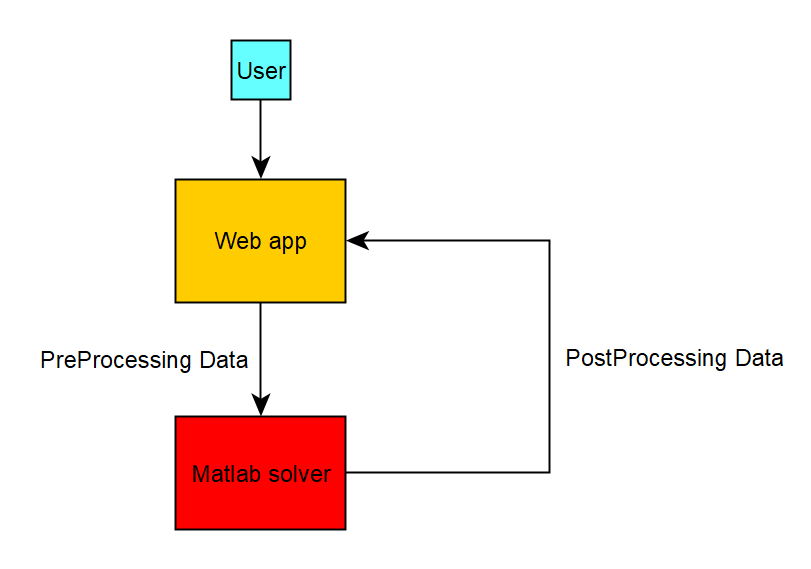 User
Web app
PreProcessing Data
PostProcessing Data
Matlab solver